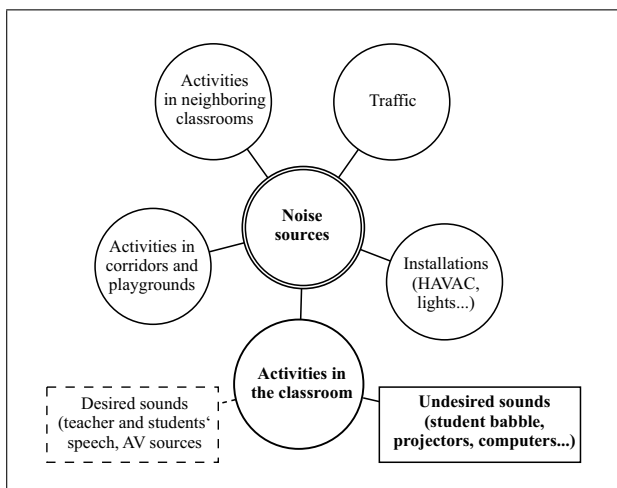 Activities
in neighboring
classrooms
Traffic
Noise
sources
Activities in
corridors and
playgrounds
Installations
(HAVAC,
lights...)
Activities in
the classroom
Desired sounds
(teacher and students‘
speech, AV sources
Undesired sounds
(student babble,
projectors, computers...)